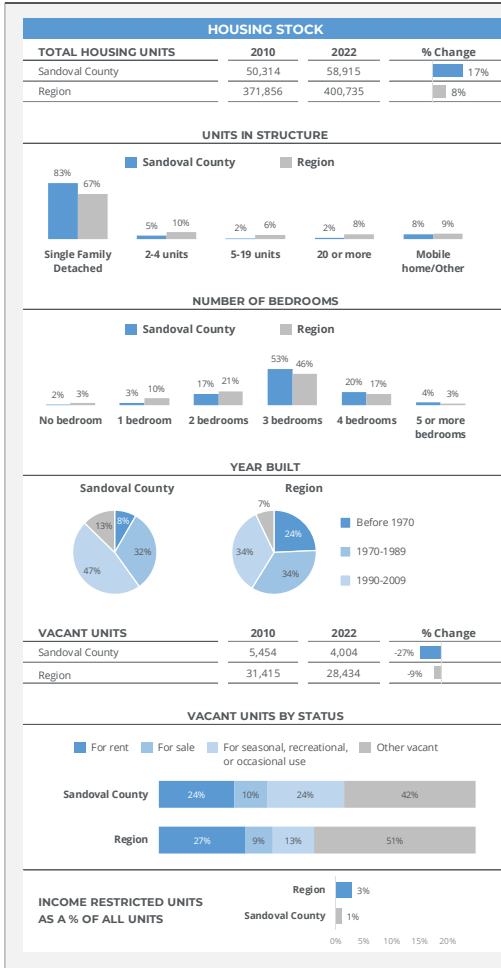 HOUSING STOCK
TOTAL HOUSING UNITS 2010 2022 % Change
Sandoval County 50,314 58,915 17%
Region 371,856 400,735 8%
UNITS IN STRUCTURE
Sandoval County Region
83% 67% 5% 10% 2% 6% 2% 8% 8% 9%
Single Family Detached 2-4 units 5-19 units 20 or more Mobile home/Other
NUMBER OF BEDROOMS
Sandoval County Region
2% 3% 3% 10% 17% 21% 53% 46% 20% 17% 4% 3%
No bedroom 1 bedroom 2 bedrooms 3 bedrooms 4 bedrooms 5 or more bedrooms
YEAR BUILT
Sandoval County Region
8% 32% 47% 13%
24% 34% 34% 7%
Before 1970
1970-1989
1990-2009
VACANT UNITS 2010 2022 % Change
Sandoval County 5,454 4,004 -27%
Region 31,415 28,434 -9%
VACANT UNITS BY STATUS
For rent For sale For seasonal, recreational, Other vacant
or occasional use
Sandoval County 24% 10% 24% 42%
Region 27% 9% 13% 51%
INCOME RESTRICTED UNITS
AS A % OF ALL UNITS
Region 3%
Sandoval County 1%
0% 5% 10% 15% 20%